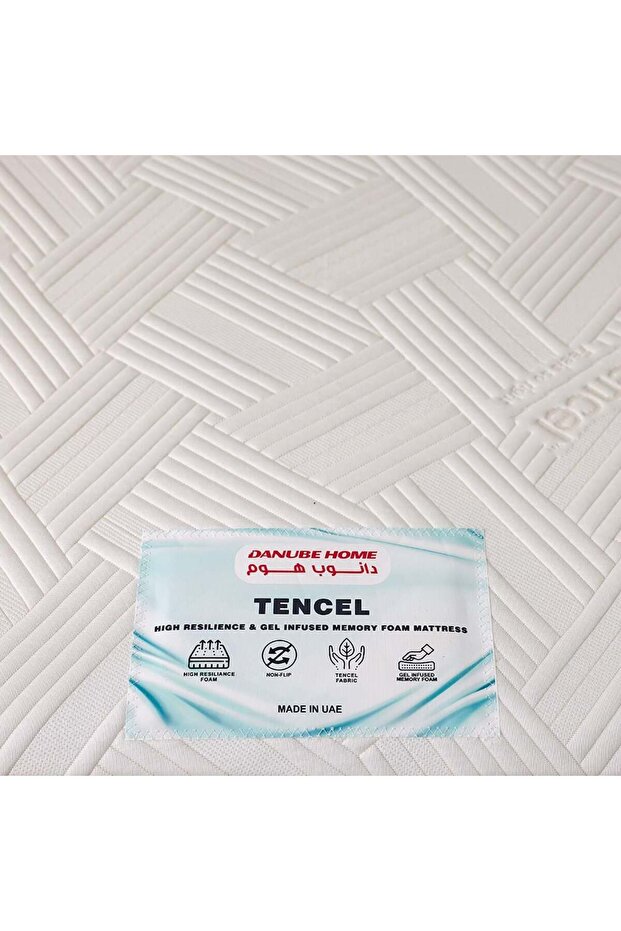 DANUBE HOME
دانوب هوم
TENCEL
HIGH RESILIENCE & GEL INFUSED MEMORY FOAM MATTRESS
HIGH RESILIANCE
FOAM
NON-FLIP
TENCEL
FABRIC
GEL INFUSED
MEMORY FOAM
MADE IN UAE